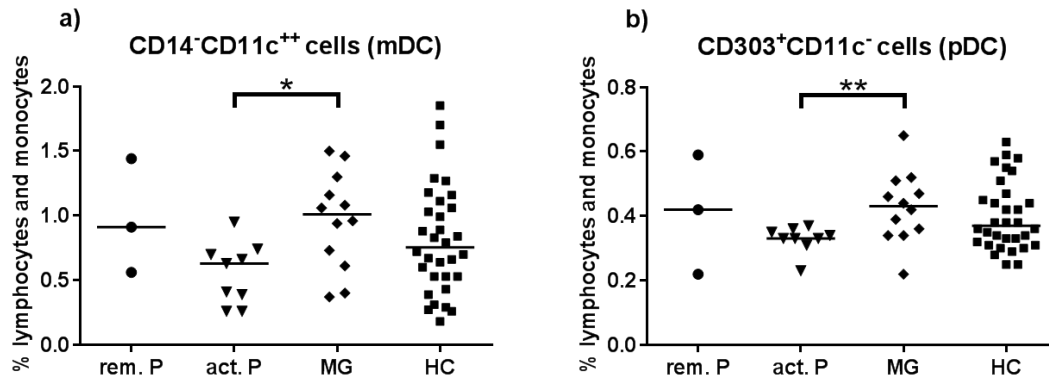 a)
CD14⁻CD11c⁺⁺ cells (mDC)
% lymphocytes and monocytes
2.0
1.5
1.0
0.5
0.0
*
rem. P act. P MG HC
b)
CD303⁺CD11c⁻ cells (pDC)
% lymphocytes and monocytes
0.8
0.6
0.4
0.2
0.0
**
rem. P act. P MG HC